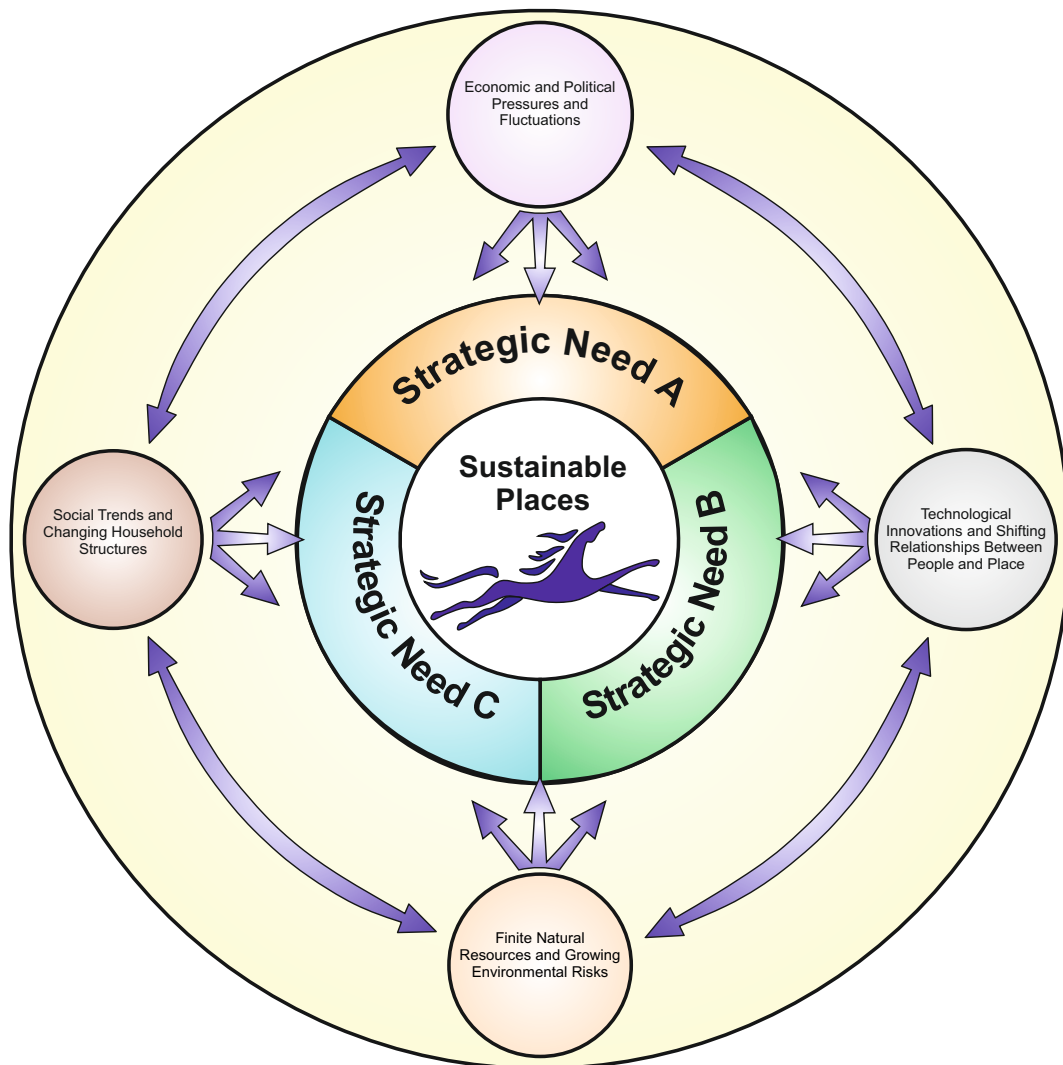 Economic and Political
Pressures and
Fluctuations
Strategic Need A
Sustainable
Places
Strategic Need B
Strategic Need C
Social Trends and
Changing Household
Structures
Technological
Innovations and Shifting
Relationships Between
People and Place
Finite Natural
Resources and Growing
Environmental Risks